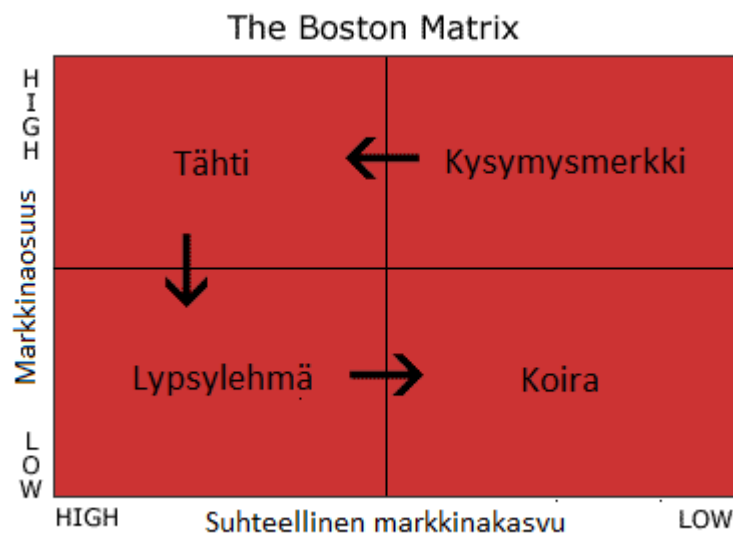 The Boston Matrix
HIGH
Tähti
Kysymysmerkki
Markkinaosuus
Lypsylehmä
Koira
LOW
HIGH
Suhteellinen markkinakasvu
LOW